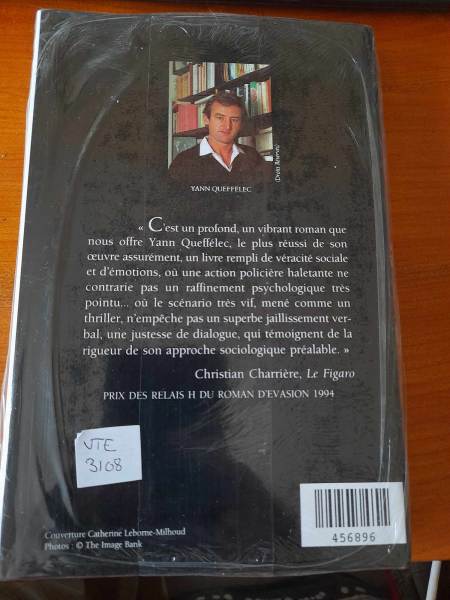 (Droits Réservés)
YANN QUEFFÉLEC
« C'est un profond, un vibrant roman que
nous offre Yann Queffélec, le plus réussi de son
œuvre assurément, un livre rempli de véracité sociale
et d'émotions, où une action policière haletante ne
contrarie pas un raffinement psychologique très
pointu... où le scénario très vif, mené comme un
thriller, n'empêche pas un superbe jaillissement ver-
bal, une justesse de dialogue, qui témoignent de la
rigueur de son approche sociologique préalable. »
Christian Charrière, Le Figaro
PRIX DES RELAIS H DU ROMAN D'EVASION 1994
VTE
3108
Couverture Catherine Leborne-Milhoud
Photos : © The Image Bank
456896